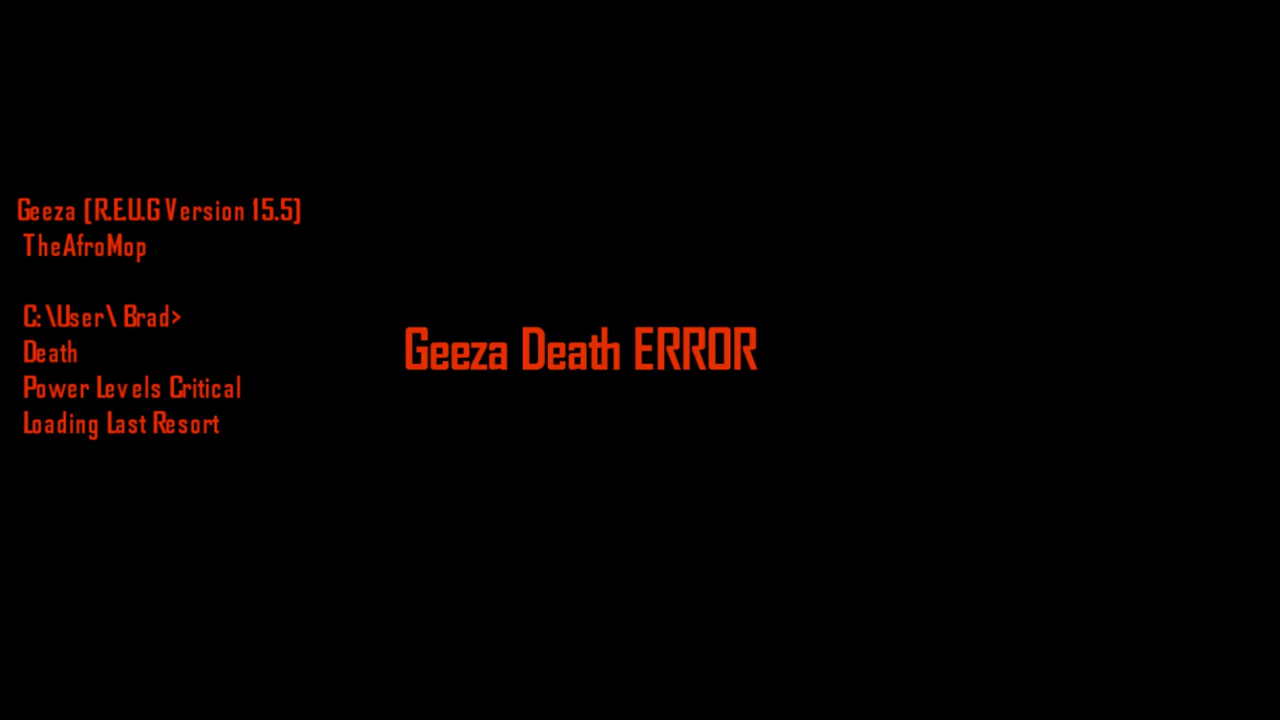 Geeza [R.E.U.G Version 15.5]
TheAfroMop
C:\User\ Brad>
Death
Power Levels Critical
Loading Last Resort
Geeza Death ERROR